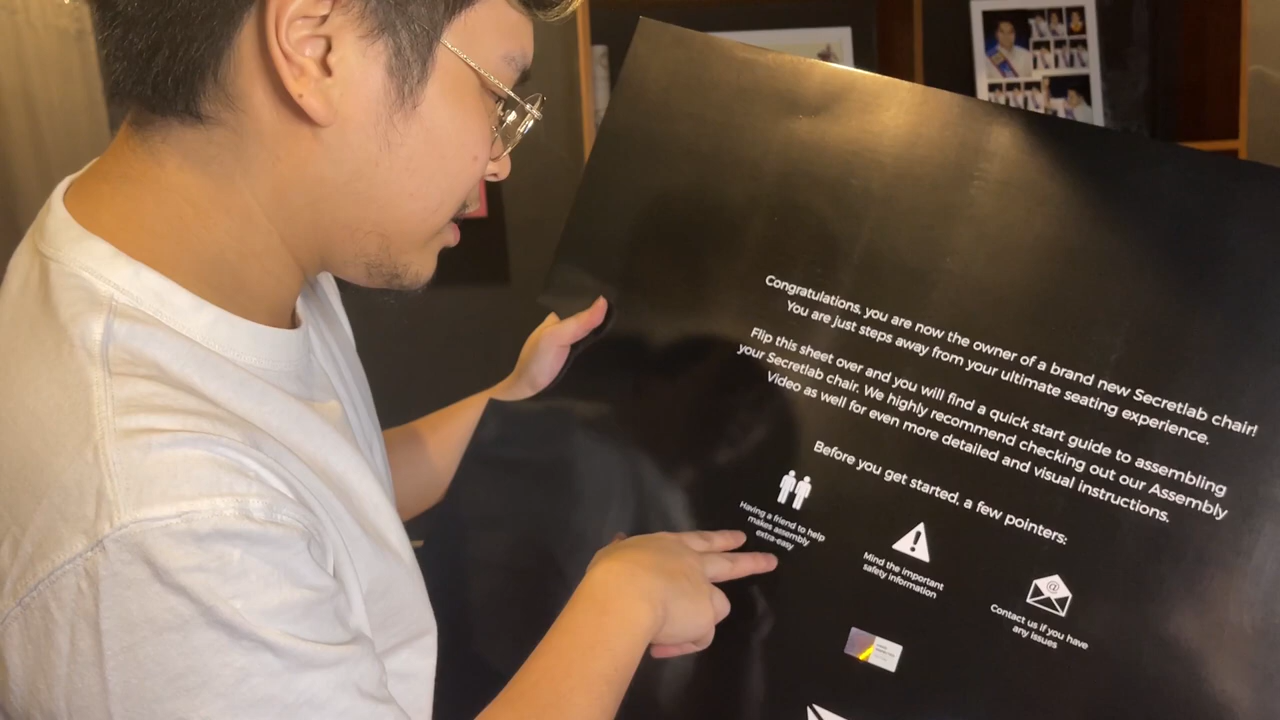 Congratulations, you are now the owner of a brand new Secretlab chair!
You are just steps away from your ultimate seating experience.
Flip this sheet over and you will find a quick start guide to assembling
your Secretlab chair. We highly recommend checking out our Assembly
Video as well for even more detailed and visual instructions.
Before you get started, a few pointers:
Having a friend to help
makes assembly
extra-easy
Mind the important
safety information
@
Contact us if you have
any issues